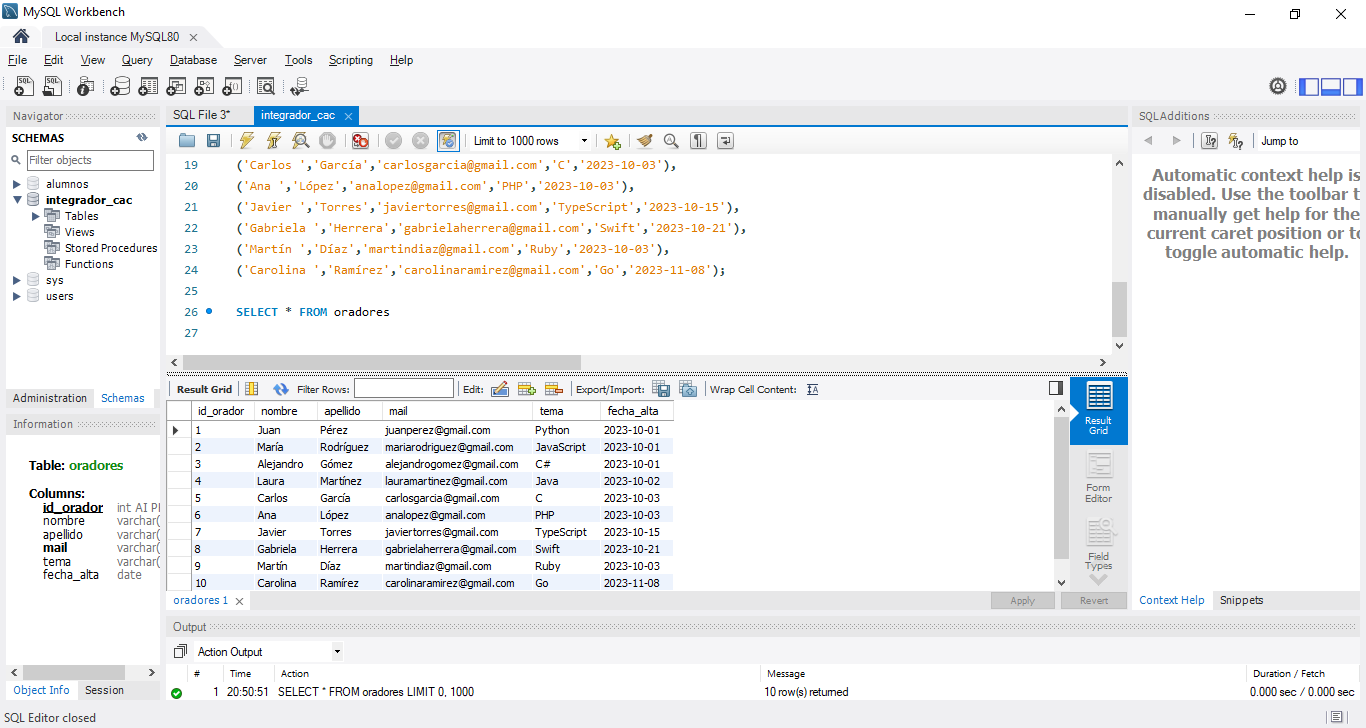 MySQL Workbench
Local instance MySQL80
File Edit View Query Database Server Tools Scripting Help
Navigator
SCHEMAS
Filter objects
alumnos
integrador_cac
Tables
Views
Stored Procedures
Functions
sys
users
Administration Schemas
Information
Table: oradores
Columns:
id_orador int AI P
nombre varchar(
apellido varchar(
mail varchar(
tema varchar(
fecha_alta date
Object Info Session
SQL File 3* integrador_cac
Limit to 1000 rows
19 ('Carlos ','García','carlosgarcia@gmail.com','C','2023-10-03'),
20 ('Ana ','López','analopez@gmail.com','PHP','2023-10-03'),
21 ('Javier ','Torres','javiertorres@gmail.com','TypeScript','2023-10-15'),
22 ('Gabriela ','Herrera','gabrielaherrera@gmail.com','Swift','2023-10-21'),
23 ('Martín ','Díaz','martindiaz@gmail.com','Ruby','2023-10-03'),
24 ('Carolina ','Ramírez','carolinaramirez@gmail.com','Go','2023-11-08');
25
26 SELECT * FROM oradores
27
Result Grid Filter Rows: Edit: Export/Import: Wrap Cell Content:
id_orador nombre apellido mail tema fecha_alta
1 Juan Pérez juanperez@gmail.com Python 2023-10-01
2 María Rodríguez mariarodriguez@gmail.com JavaScript 2023-10-01
3 Alejandro Gómez alejandrogomez@gmail.com C# 2023-10-01
4 Laura Martínez lauramartinez@gmail.com Java 2023-10-02
5 Carlos García carlosgarcia@gmail.com C 2023-10-03
6 Ana López analopez@gmail.com PHP 2023-10-03
7 Javier Torres javiertorres@gmail.com TypeScript 2023-10-15
8 Gabriela Herrera gabrielaherrera@gmail.com Swift 2023-10-21
9 Martín Díaz martindiaz@gmail.com Ruby 2023-10-03
10 Carolina Ramírez carolinaramirez@gmail.com Go 2023-11-08
Result
Grid
Form
Editor
Field
Types
oradores 1
Apply Revert
SQLAdditions
Jump to
Automatic context help is
disabled. Use the toolbar t
manually get help for the
current caret position or to
toggle automatic help.
Context Help Snippets
Output
Action Output
# Time Action Message Duration / Fetch
1 20:50:51 SELECT * FROM oradores LIMIT 0, 1000 10 row(s) returned 0.000 sec / 0.000 sec
SQL Editor closed